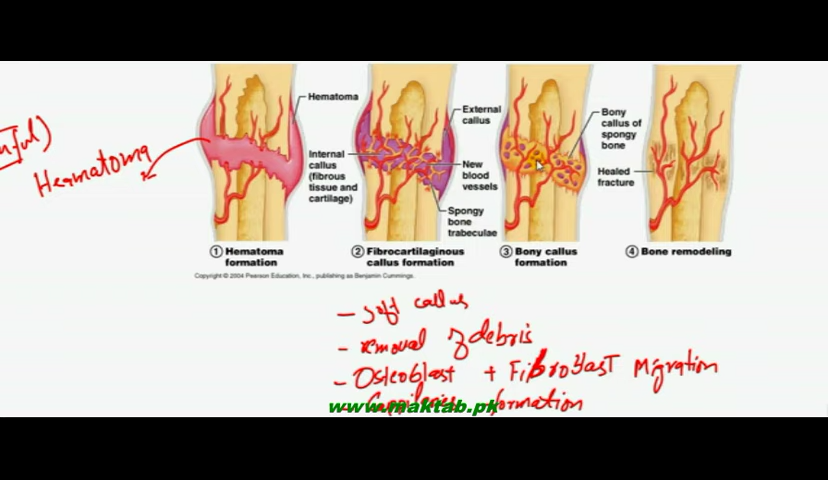 Hematoma
External
callus
Bony
callus of
spongy
bone
Internal
callus
(fibrous
tissue and
cartilage)
New
blood
vessels
Healed
fracture
Spongy
bone
trabeculae
Hermatoma
① Hematoma
formation
② Fibrocartilaginous
callus formation
③ Bony callus
formation
④ Bone remodeling
Copyright © 2004 Pearson Education, Inc., publishing as Benjamin Cummings.
- soft callus
- removal of debris
- Osteoblast + Fibroblast Migration
- formation
www.maktab.pk